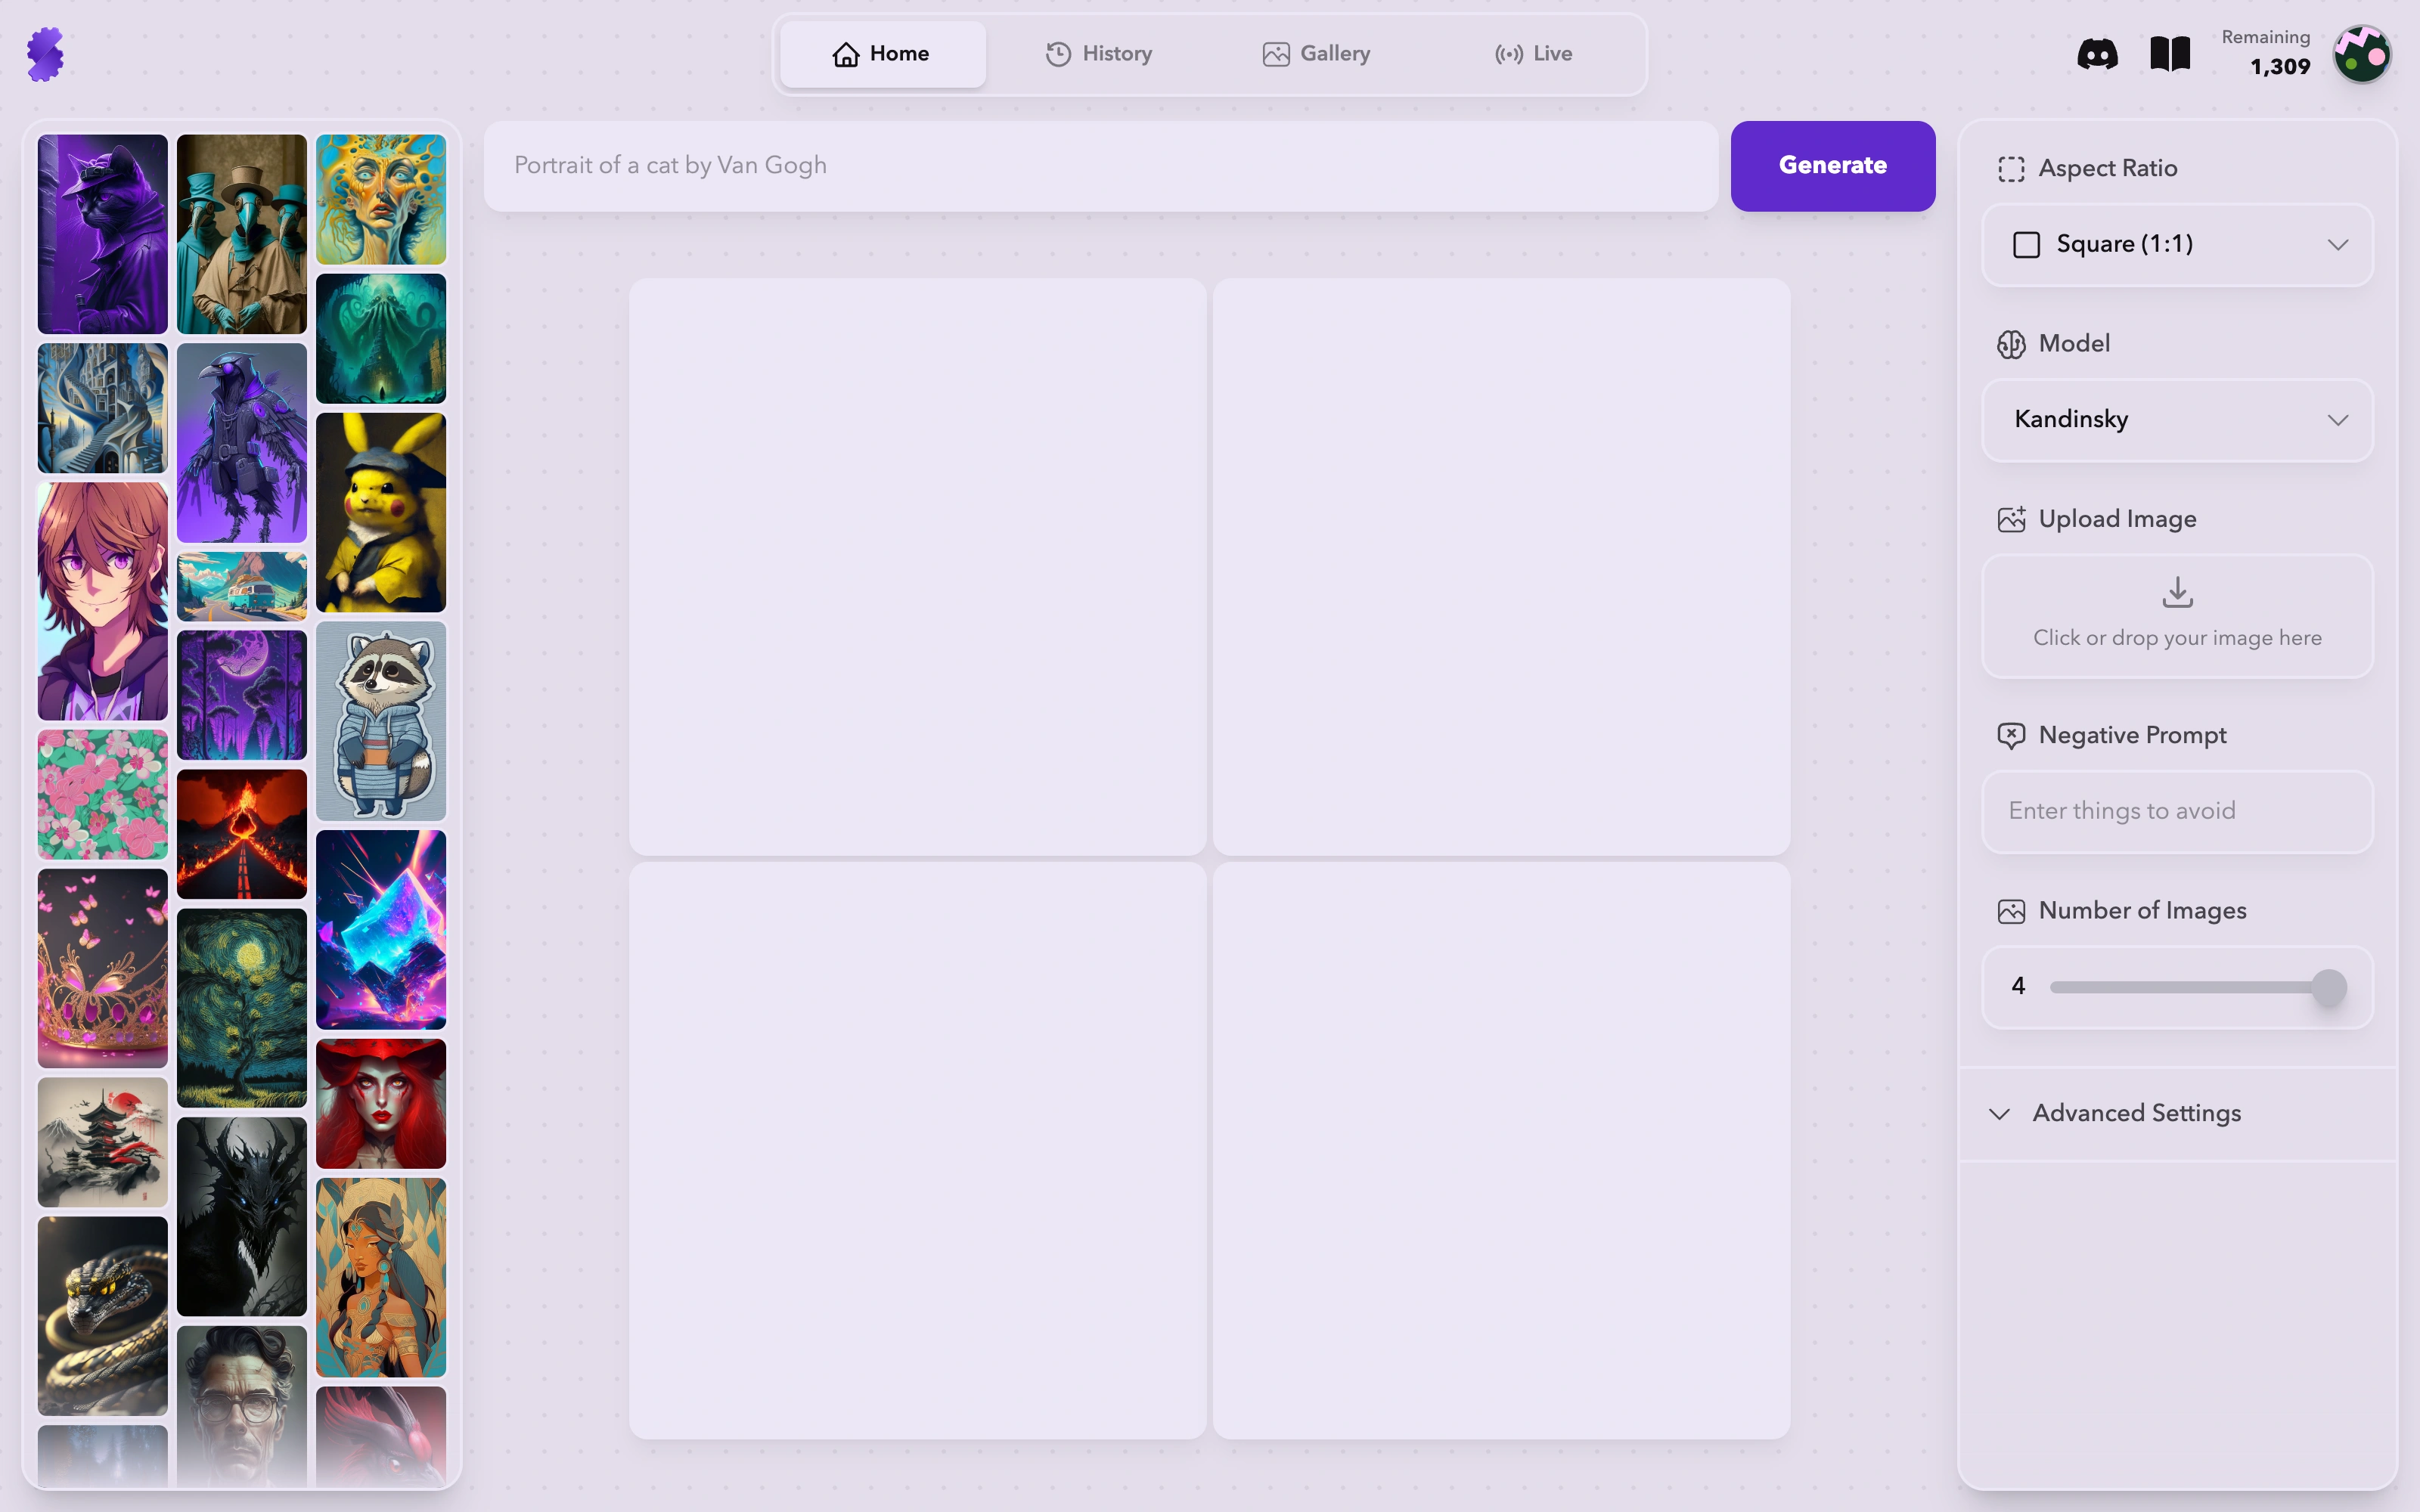 Home
History
Gallery
Live
Remaining
1,309
Portrait of a cat by Van Gogh
Generate
Aspect Ratio
Square (1:1)
Model
Kandinsky
Upload Image
Click or drop your image here
Negative Prompt
Enter things to avoid
Number of Images
4
Advanced Settings